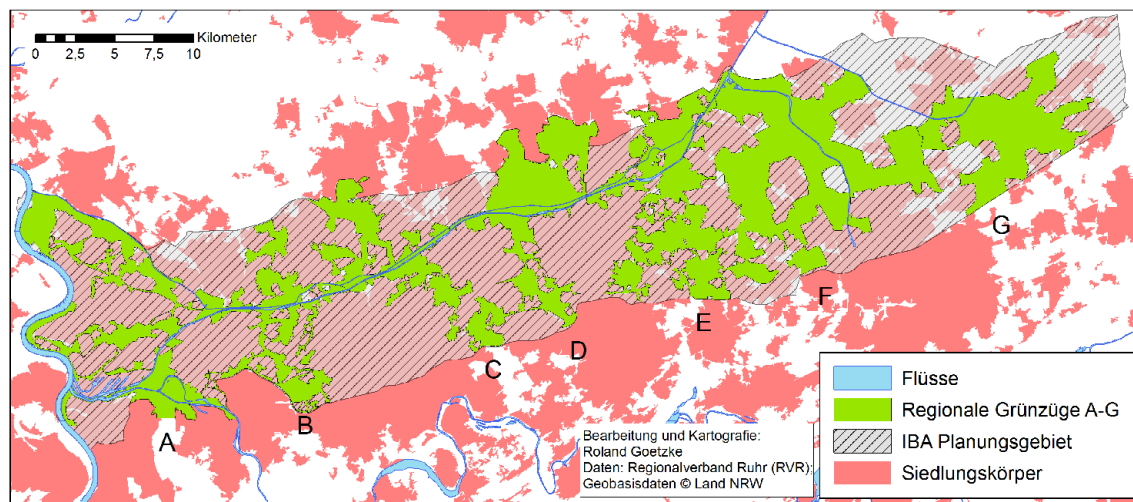 Kilometer
0 2,5 5 7,5 10
A
B
C
D
E
F
G
Flüsse
Regionale Grünzüge A-G
IBA Planungsgebiet
Siedlungskörper
Bearbeitung und Kartografie:
Roland Goetzke
Daten: Regionalverband Ruhr (RVR);
Geobasisdaten © Land NRW